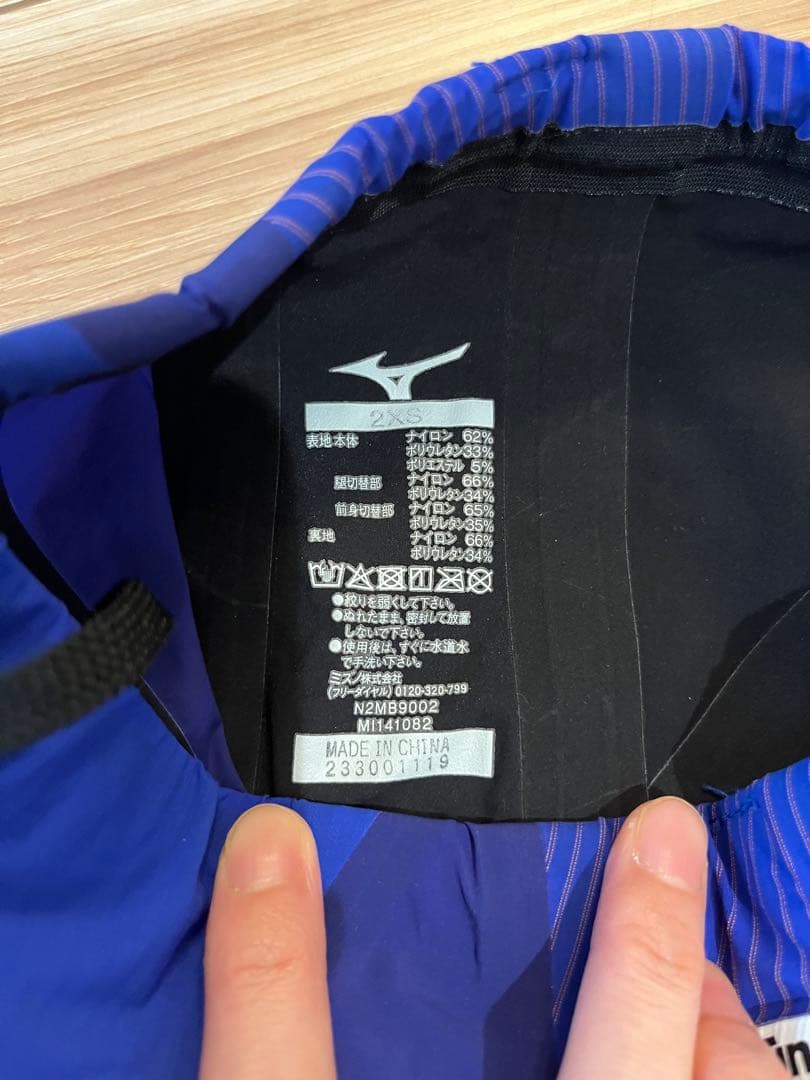 2XS
表地 本体 ナイロン 62%
ポリウレタン33%
ポリエステル 5%
腿切替部 ナイロン 66%
ポリウレタン34%
前身切替部 ナイロン 65%
ポリウレタン35%
裏地 ナイロン 66%
ポリウレタン34%
●絞りを弱くして下さい。
●ぬれたまま、密封して放置
しないで下さい。
●使用後は、すぐに水道水
で手洗い下さい。
ミズノ株式会社
(フリーダイヤル) 0120-320-799
N2MB9002
MI141082
MADE IN CHINA
233001119